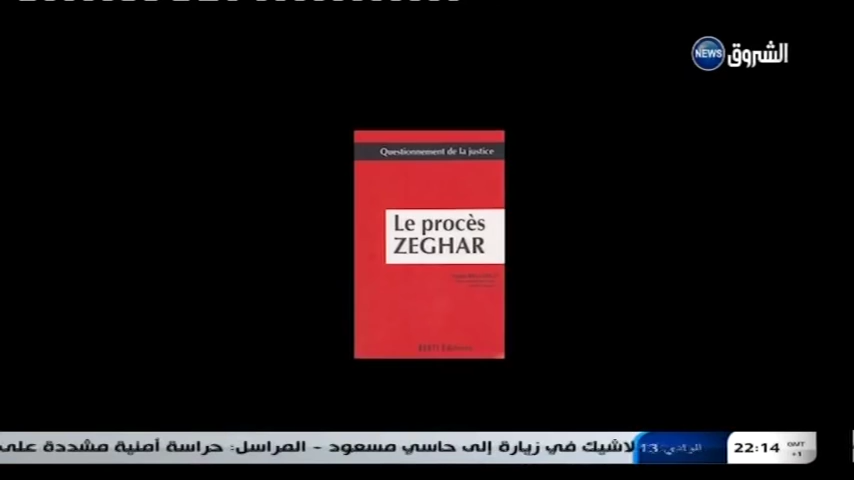 NEWS الشروق
Questionnement de la justice
Le procès
ZEGHAR
لاشيك في زيارة إلى حاسي مسعود - المراسل: حراسة أمنية مشددة على
الوادي: 13
22:14
GMT
+1